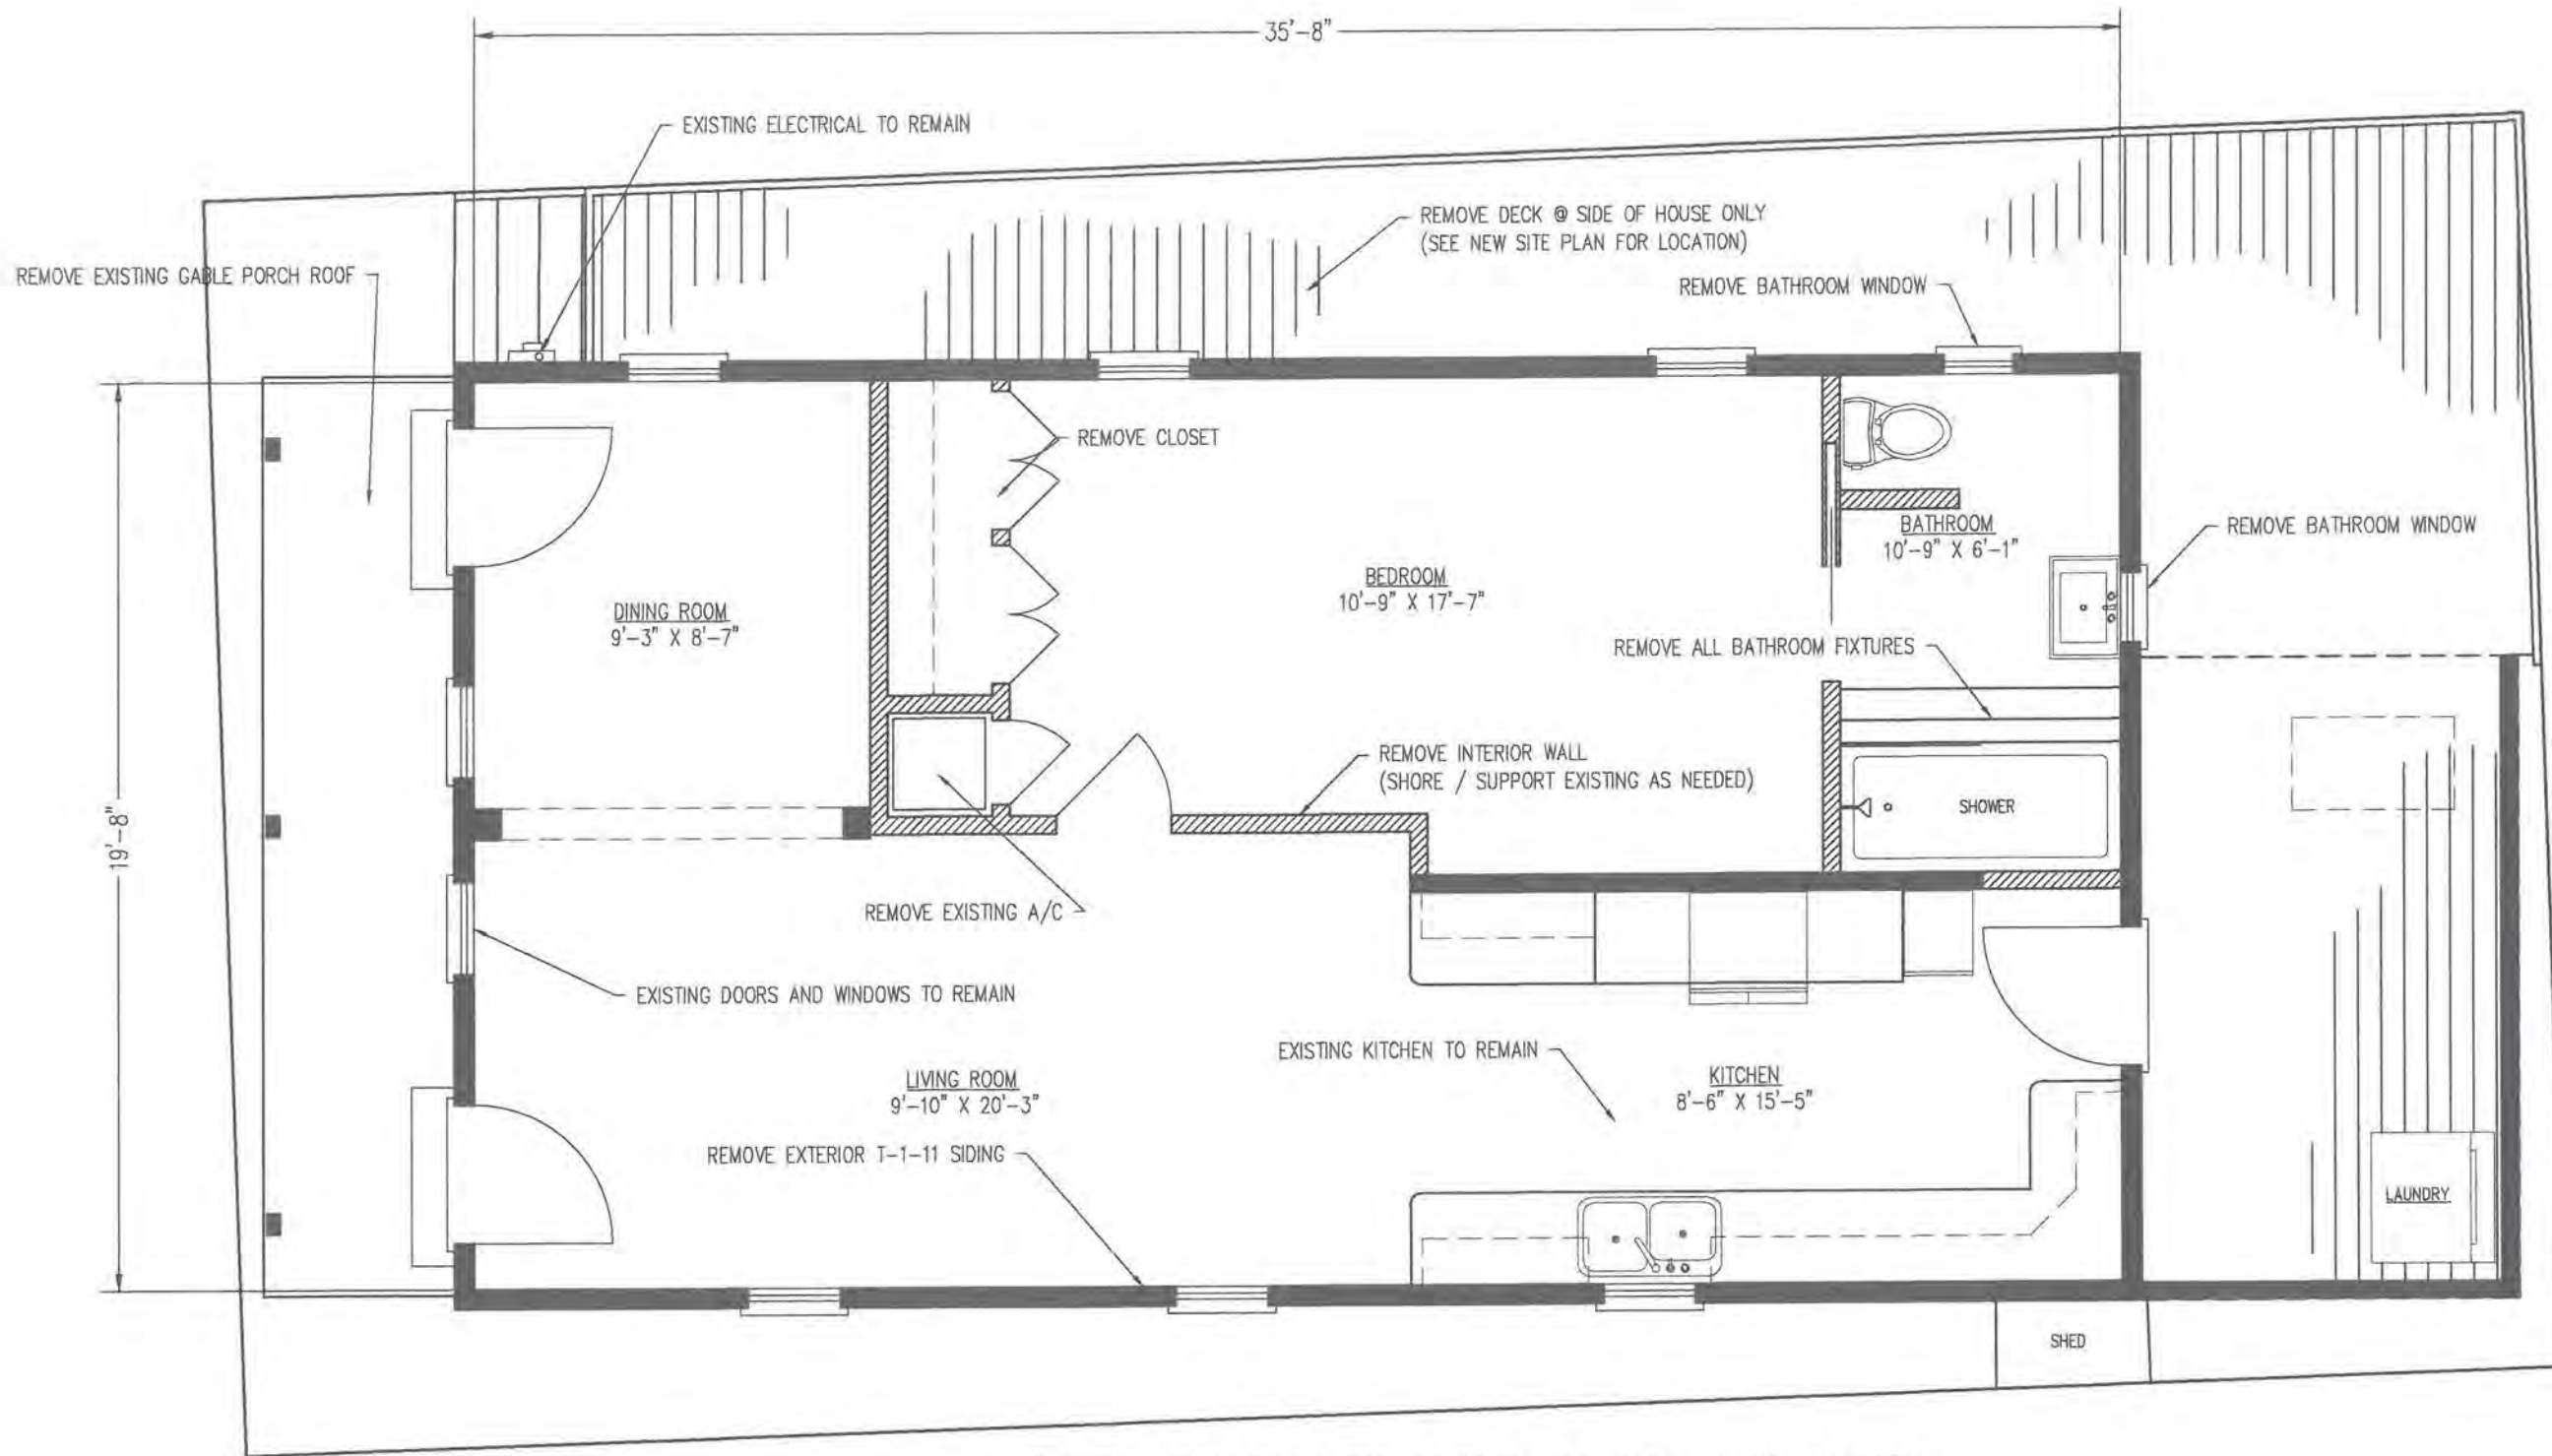 35'-8"
EXISTING ELECTRICAL TO REMAIN
REMOVE DECK @ SIDE OF HOUSE ONLY
(SEE NEW SITE PLAN FOR LOCATION)
REMOVE EXISTING GABLE PORCH ROOF
REMOVE BATHROOM WINDOW
REMOVE CLOSET
BATHROOM
10'-9" X 6'-1"
REMOVE BATHROOM WINDOW
BEDROOM
10'-9" X 17'-7"
DINING ROOM
9'-3" X 8'-7"
REMOVE ALL BATHROOM FIXTURES
REMOVE INTERIOR WALL
(SHORE / SUPPORT EXISTING AS NEEDED)
SHOWER
19'-8"
REMOVE EXISTING A/C
EXISTING DOORS AND WINDOWS TO REMAIN
EXISTING KITCHEN TO REMAIN
LIVING ROOM
9'-10" X 20'-3"
KITCHEN
8'-6" X 15'-5"
REMOVE EXTERIOR T-1-11 SIDING
LAUNDRY
SHED